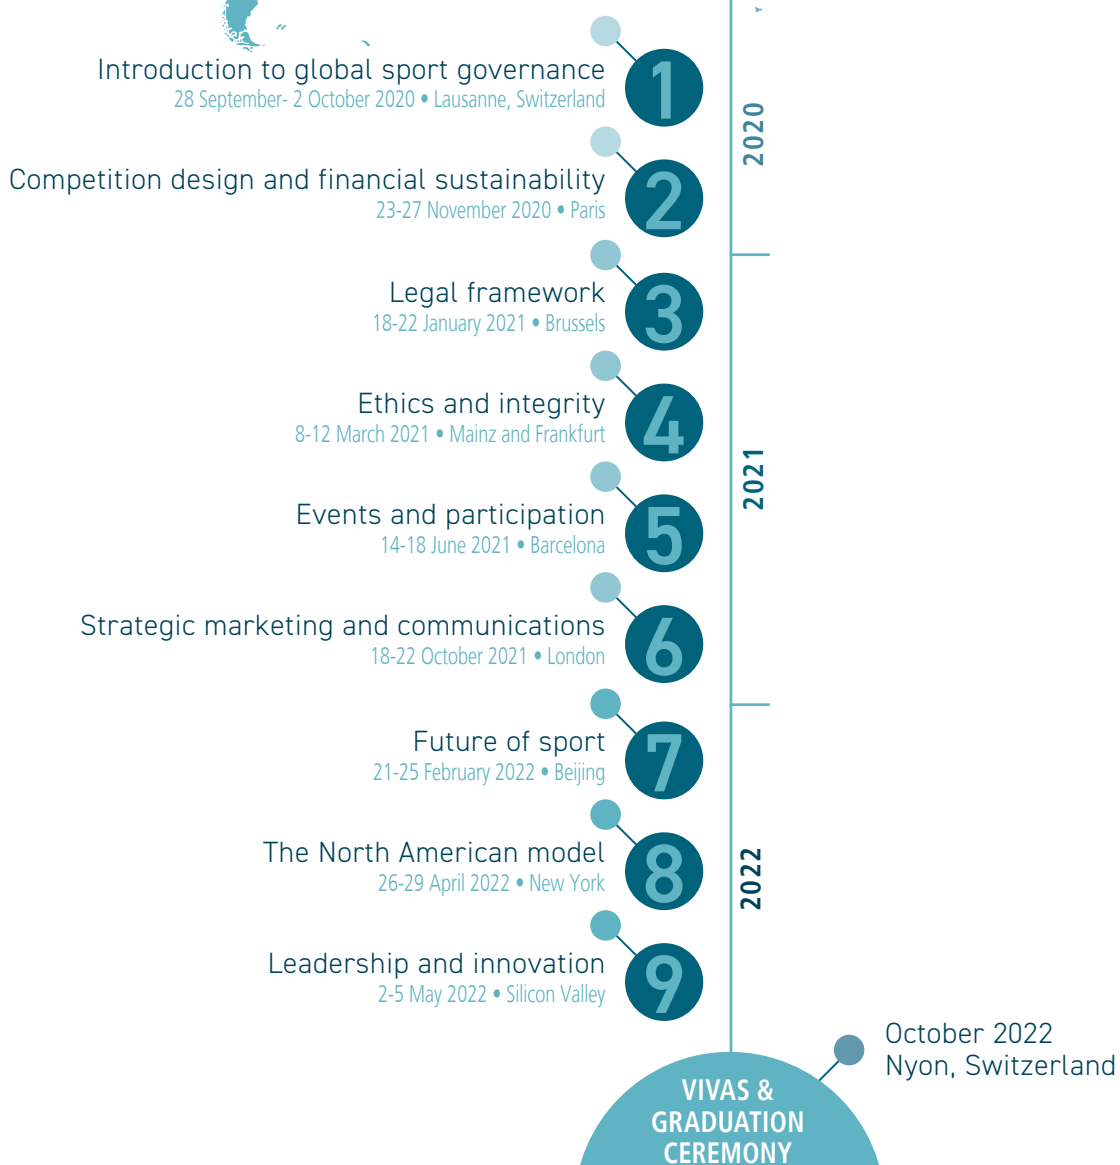 Introduction to global sport governance
28 September- 2 October 2020 • Lausanne, Switzerland
1
2020
Competition design and financial sustainability
23-27 November 2020 • Paris
2
Legal framework
18-22 January 2021 • Brussels
3
Ethics and integrity
8-12 March 2021 • Mainz and Frankfurt
4
2021
Events and participation
14-18 June 2021 • Barcelona
5
Strategic marketing and communications
18-22 October 2021 • London
6
Future of sport
21-25 February 2022 • Beijing
7
The North American model
26-29 April 2022 • New York
8
2022
Leadership and innovation
2-5 May 2022 • Silicon Valley
9
October 2022
Nyon, Switzerland
VIVAS &
GRADUATION
CEREMONY